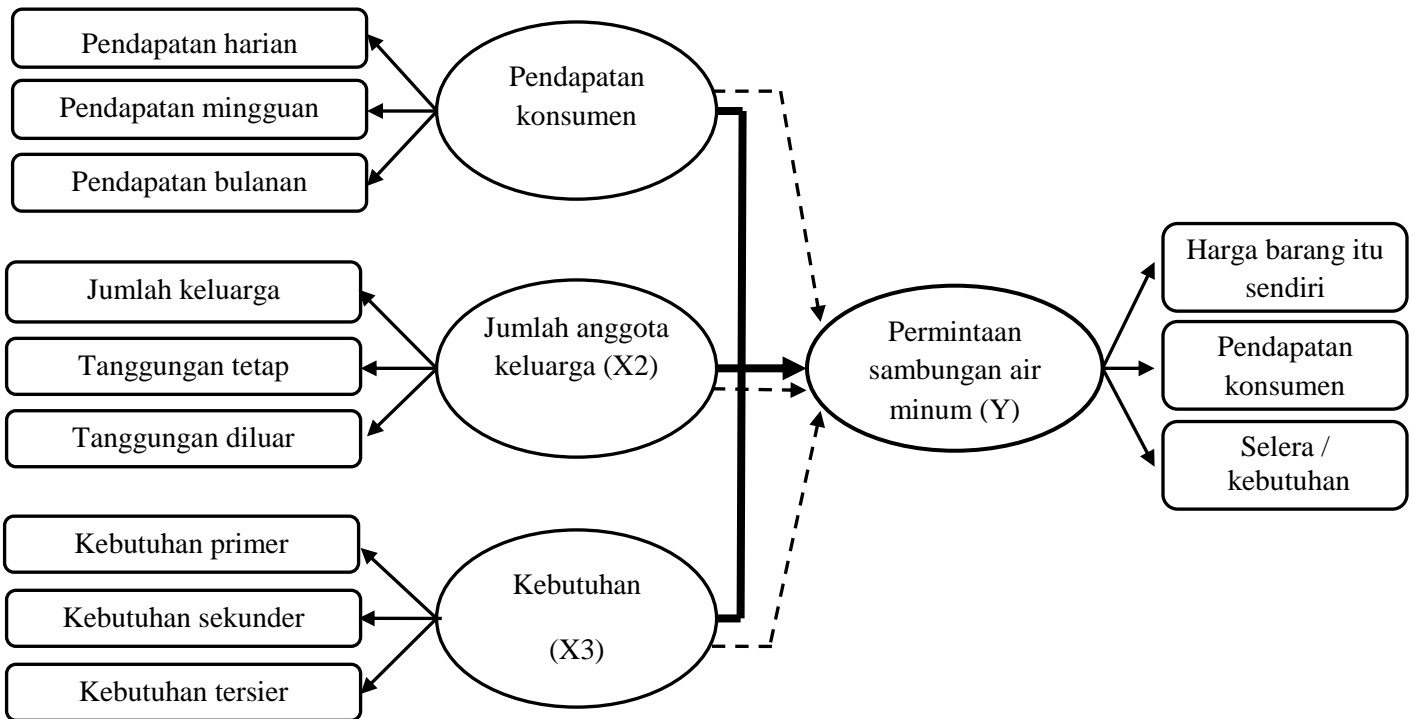 Pendapatan harian
Pendapatan mingguan
Pendapatan bulanan
Pendapatan
konsumen
Jumlah keluarga
Tanggungan tetap
Tanggungan diluar
Jumlah anggota
keluarga (X2)
Kebutuhan primer
Kebutuhan sekunder
Kebutuhan tersier
Kebutuhan
(X3)
Permintaan
sambungan air
minum (Y)
Harga barang itu
sendiri
Pendapatan
konsumen
Selera /
kebutuhan